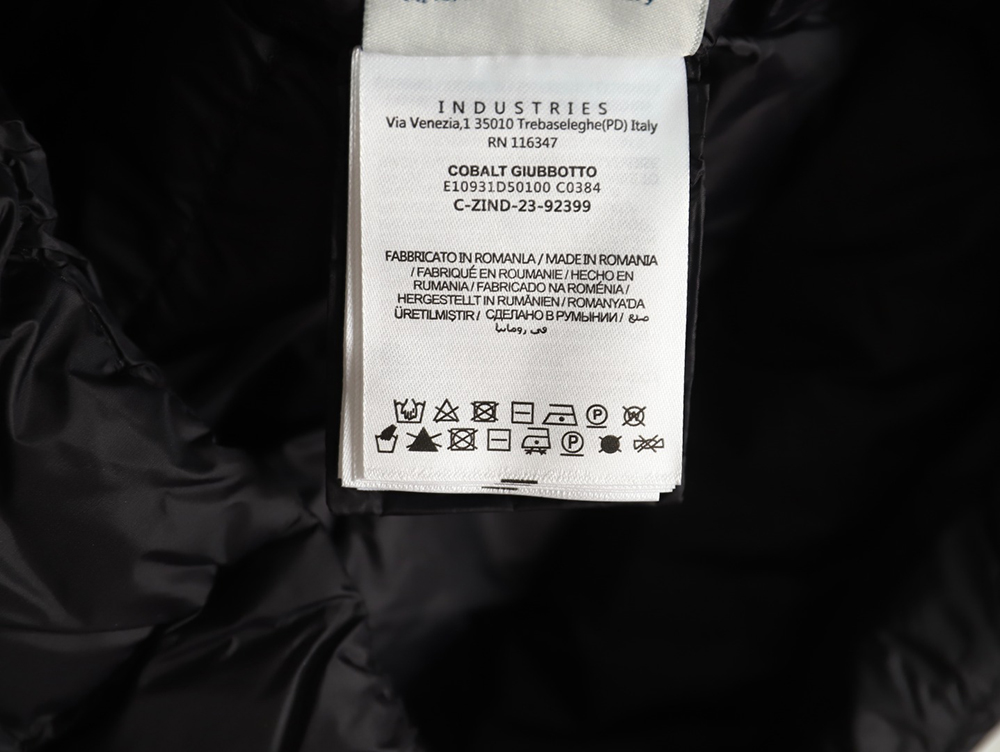 INDUSTRIES
Via Venezia,1 35010 Trebaseleghe(PD) Italy
RN 116347
COBALT GIUBBOTTO
E10931D50100 C0384
C-ZIND-23-92399
FABBRICATO IN ROMANLA / MADE IN ROMANIA
/ FABRIQUÉ EN ROUMANIE / HECHO EN
RUMANIA / FABRICADO NA ROMÉNIA /
HERGESTELLT IN RUMÄNIEN / ROMANYA'DA
ÜRETILMIŞTIR / СДЕЛАНО В РУМЫНИИ / صنع
في رومانيا